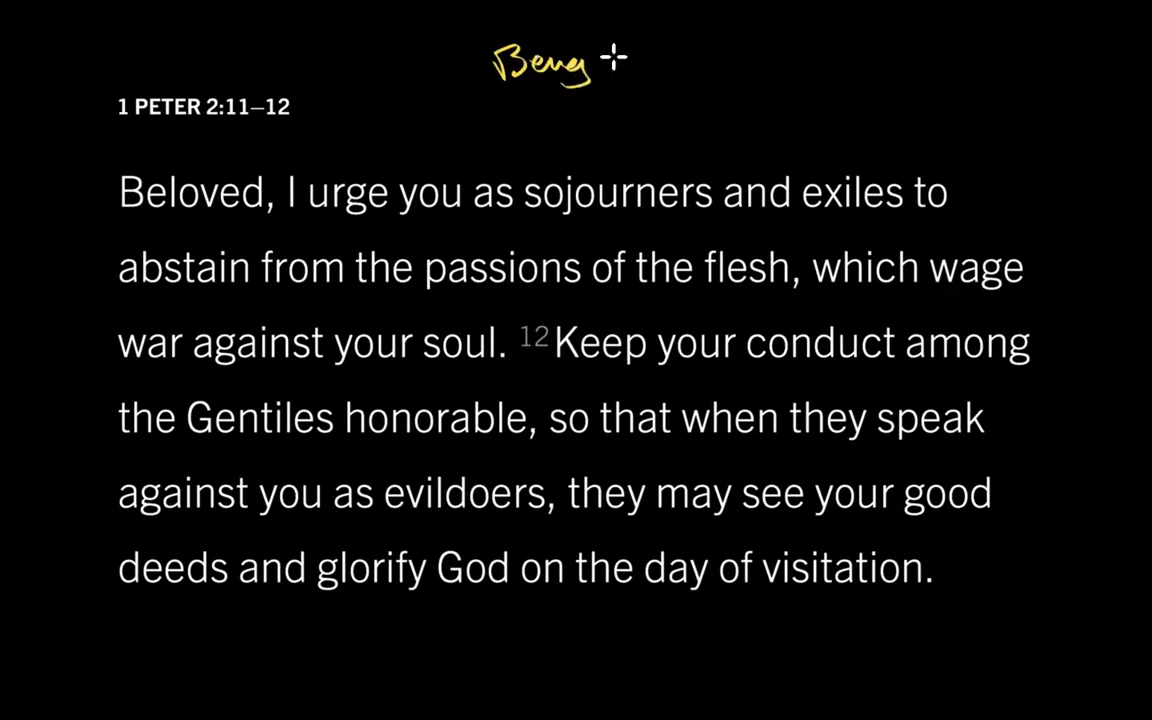 Being
1 PETER 2:11–12
Beloved, I urge you as sojourners and exiles to
abstain from the passions of the flesh, which wage
war against your soul. 12 Keep your conduct among
the Gentiles honorable, so that when they speak
against you as evildoers, they may see your good
deeds and glorify God on the day of visitation.